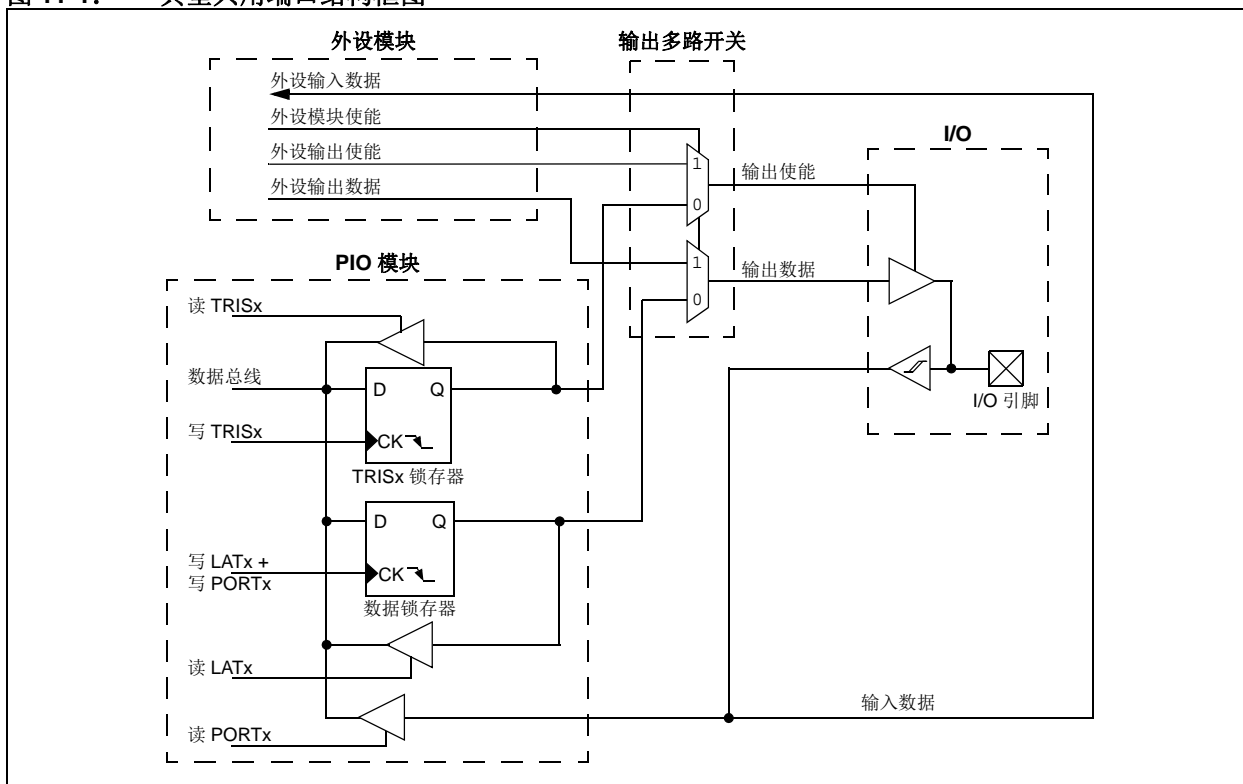 外设模块
输出多路开关
外设输入数据
外设模块使能
外设输出使能
外设输出数据
I/O
1
0
输出使能
1
0
输出数据
I/O 引脚
PIO 模块
读 TRISx
数据总线
D Q
写 TRISx
CK
TRISx 锁存器
D Q
写 LATx +
写 PORTx
CK
数据锁存器
读 LATx
读 PORTx
输入数据